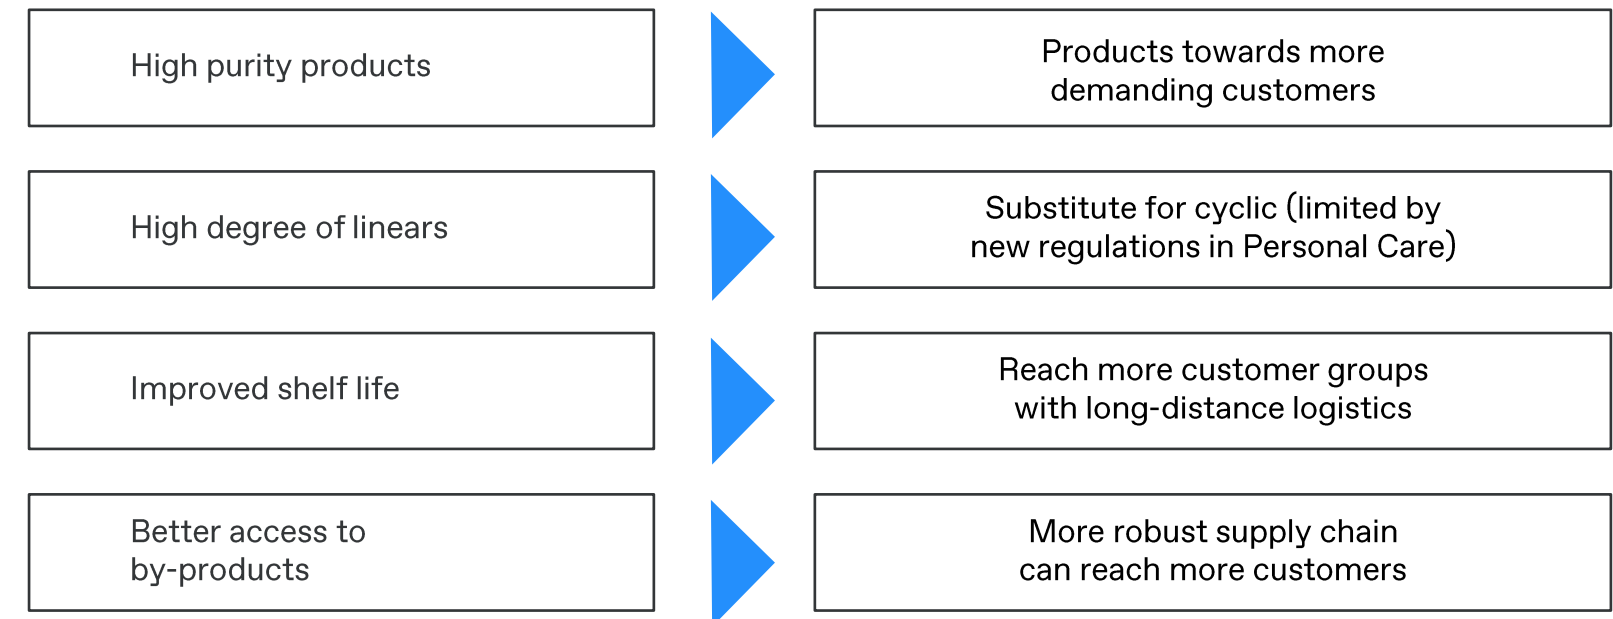 High purity products
Products towards more
demanding customers
High degree of linears
Substitute for cyclic (limited by
new regulations in Personal Care)
Improved shelf life
Reach more customer groups
with long-distance logistics
Better access to
by-products
More robust supply chain
can reach more customers